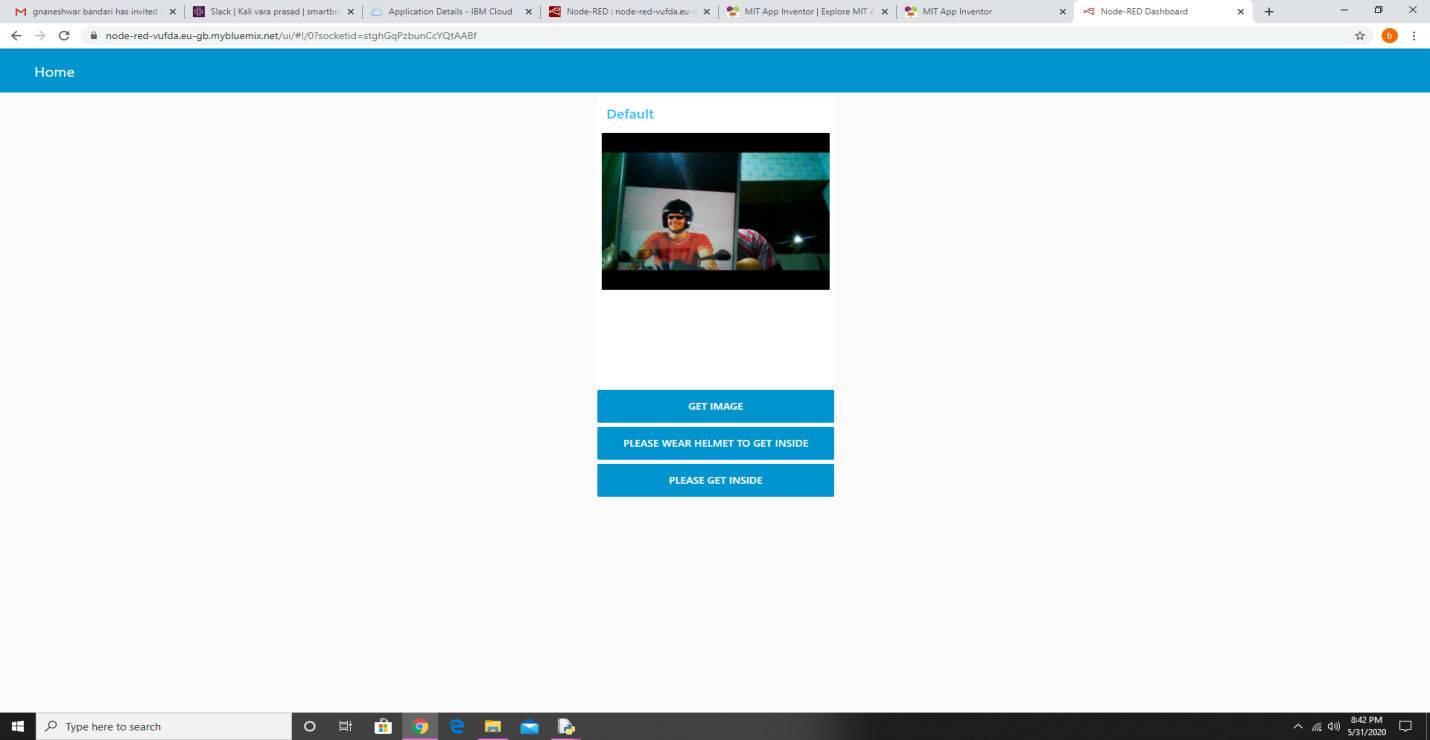 gnaneshwar bandari has invited
Slack | Kali vara prasad | smartbri
Application Details - IBM Cloud
Node-RED : node-red-vufda.eu-g
MIT App Inventor | Explore MIT A
MIT App Inventor
Node-RED Dashboard
node-red-vufda.eu-gb.mybluemix.net/ui/#!/0?socketid=stghGqPzbunCcYQtAABf
b
Home
Default
GET IMAGE
PLEASE WEAR HELMET TO GET INSIDE
PLEASE GET INSIDE
Type here to search
8:42 PM
5/31/2020